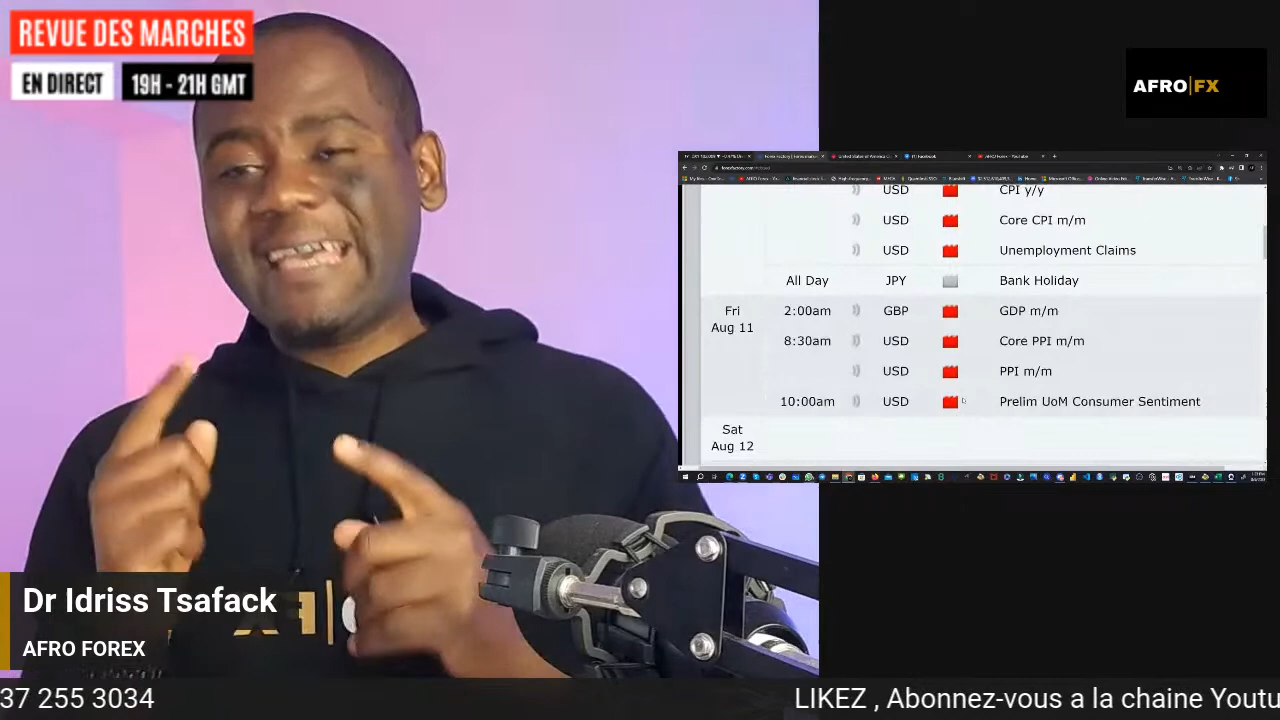 REVUE DES MARCHES
EN DIRECT
19H - 21H GMT
AFRO|FX
USD CPI y/y
USD Core CPI m/m
USD Unemployment Claims
All Day JPY Bank Holiday
Fri
Aug 11
2:00am GBP GDP m/m
8:30am USD Core PPI m/m
USD PPI m/m
10:00am USD Prelim UoM Consumer Sentiment
Sat
Aug 12
Dr Idriss Tsafack
AFRO FOREX
37 255 3034
LIKEZ , Abonnez-vous a la chaine Youtu